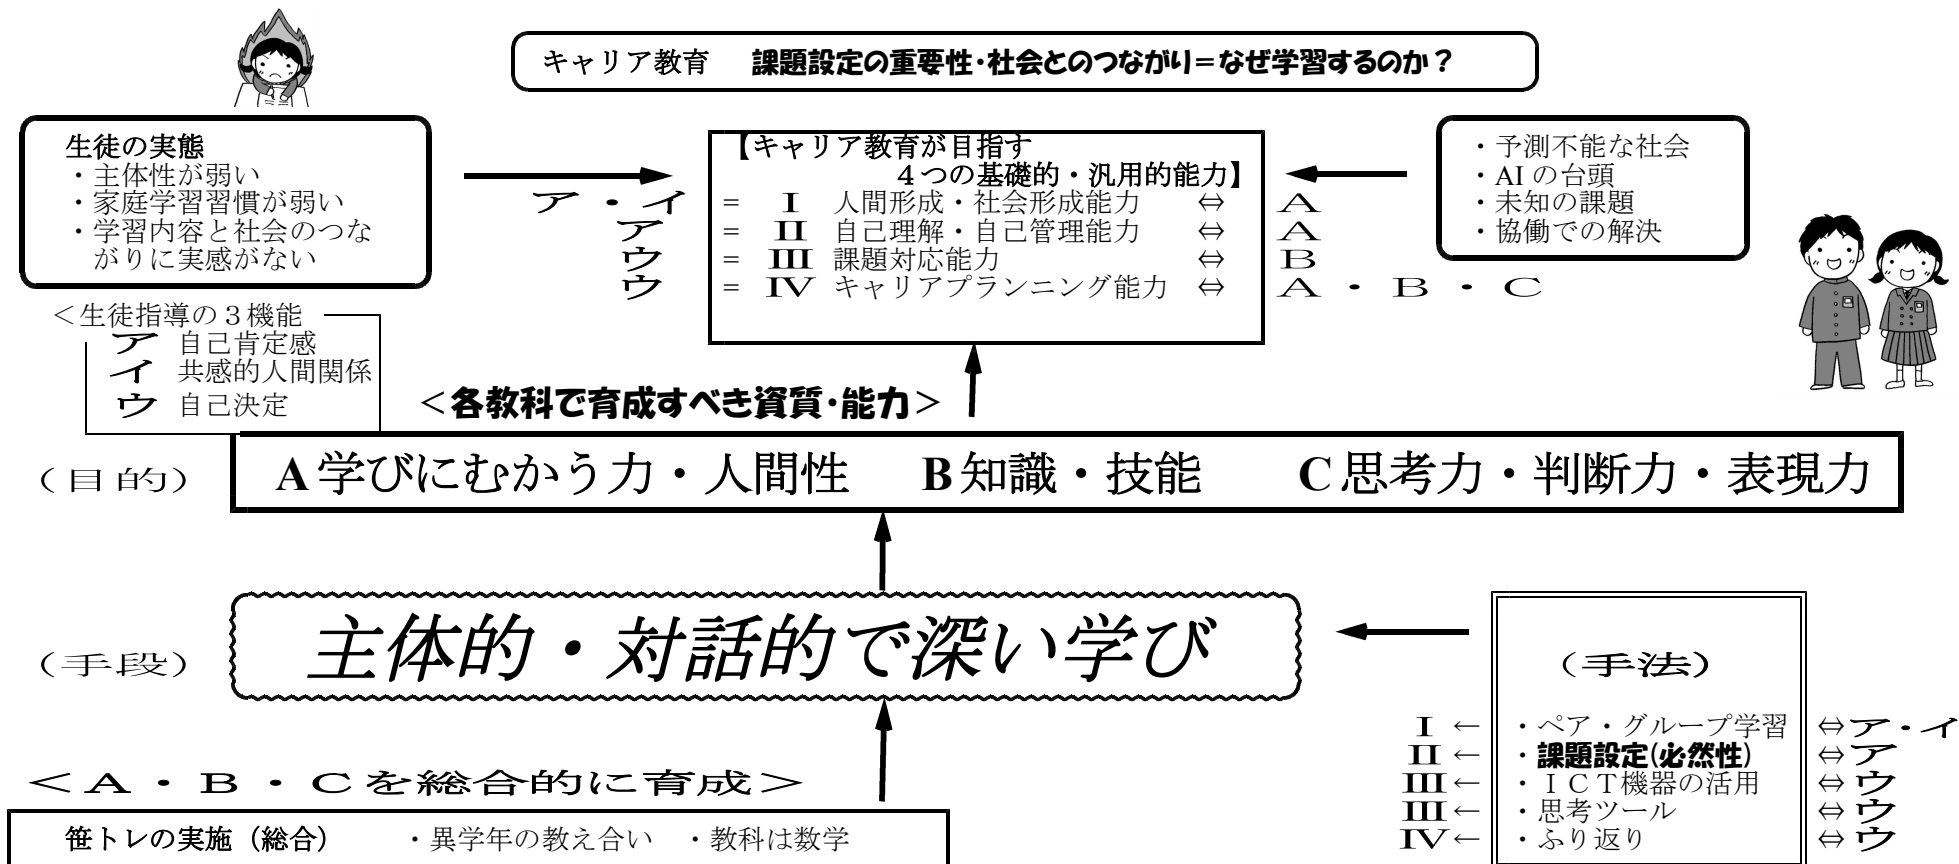 キャリア教育　課題設定の重要性・社会とのつながり＝なぜ学習するのか？
生徒の実態
・主体性が弱い
・家庭学習習慣が弱い
・学習内容と社会のつな
がりに実感がない
【キャリア教育が目指す
４つの基礎的・汎用的能力】
ア・イ ＝ Ⅰ 人間形成・社会形成能力 ⇔ A
ア ＝ Ⅱ 自己理解・自己管理能力 ⇔ A
ウ ＝ Ⅲ 課題対応能力 ⇔ B
ウ ＝ Ⅳ キャリアプランニング能力 ⇔ A・B・C
・予測不能な社会
・AIの台頭
・未知の課題
・協働での解決
＜生徒指導の３機能
ア 自己肯定感
イ 共感的人間関係
ウ 自己決定
＜各教科で育成すべき資質・能力＞
（目的）
A学びにむかう力・人間性　B知識・技能　C思考力・判断力・表現力
（手段）
主体的・対話的で深い学び
（手法）
Ⅰ← ・ペア・グループ学習 ⇔ア・イ
Ⅱ← ・課題設定(必然性) ⇔ア
Ⅲ← ・ＩＣＴ機器の活用 ⇔ウ
Ⅲ← ・思考ツール ⇔ウ
Ⅳ← ・ふり返り ⇔ウ
＜A・B・Cを総合的に育成＞
笹トレの実施（総合）　・異学年の教え合い　・教科は数学